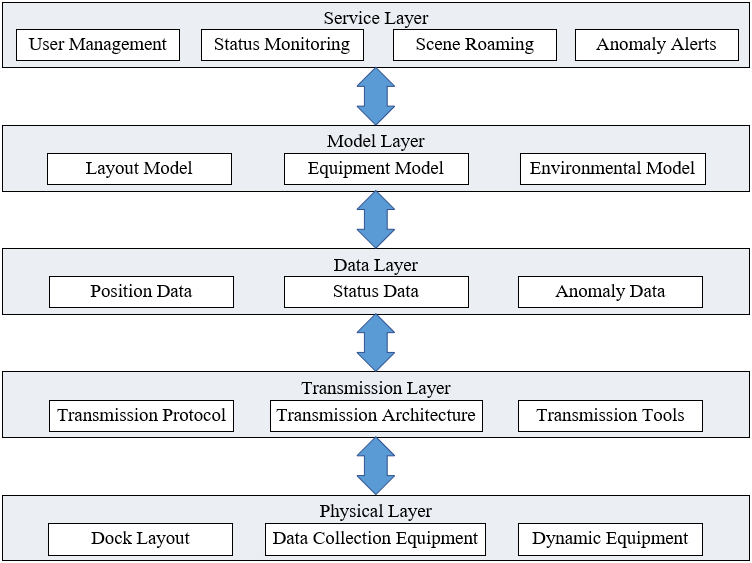 Service Layer
User Management
Status Monitoring
Scene Roaming
Anomaly Alerts
Model Layer
Layout Model
Equipment Model
Environmental Model
Data Layer
Position Data
Status Data
Anomaly Data
Transmission Layer
Transmission Protocol
Transmission Architecture
Transmission Tools
Physical Layer
Dock Layout
Data Collection Equipment
Dynamic Equipment